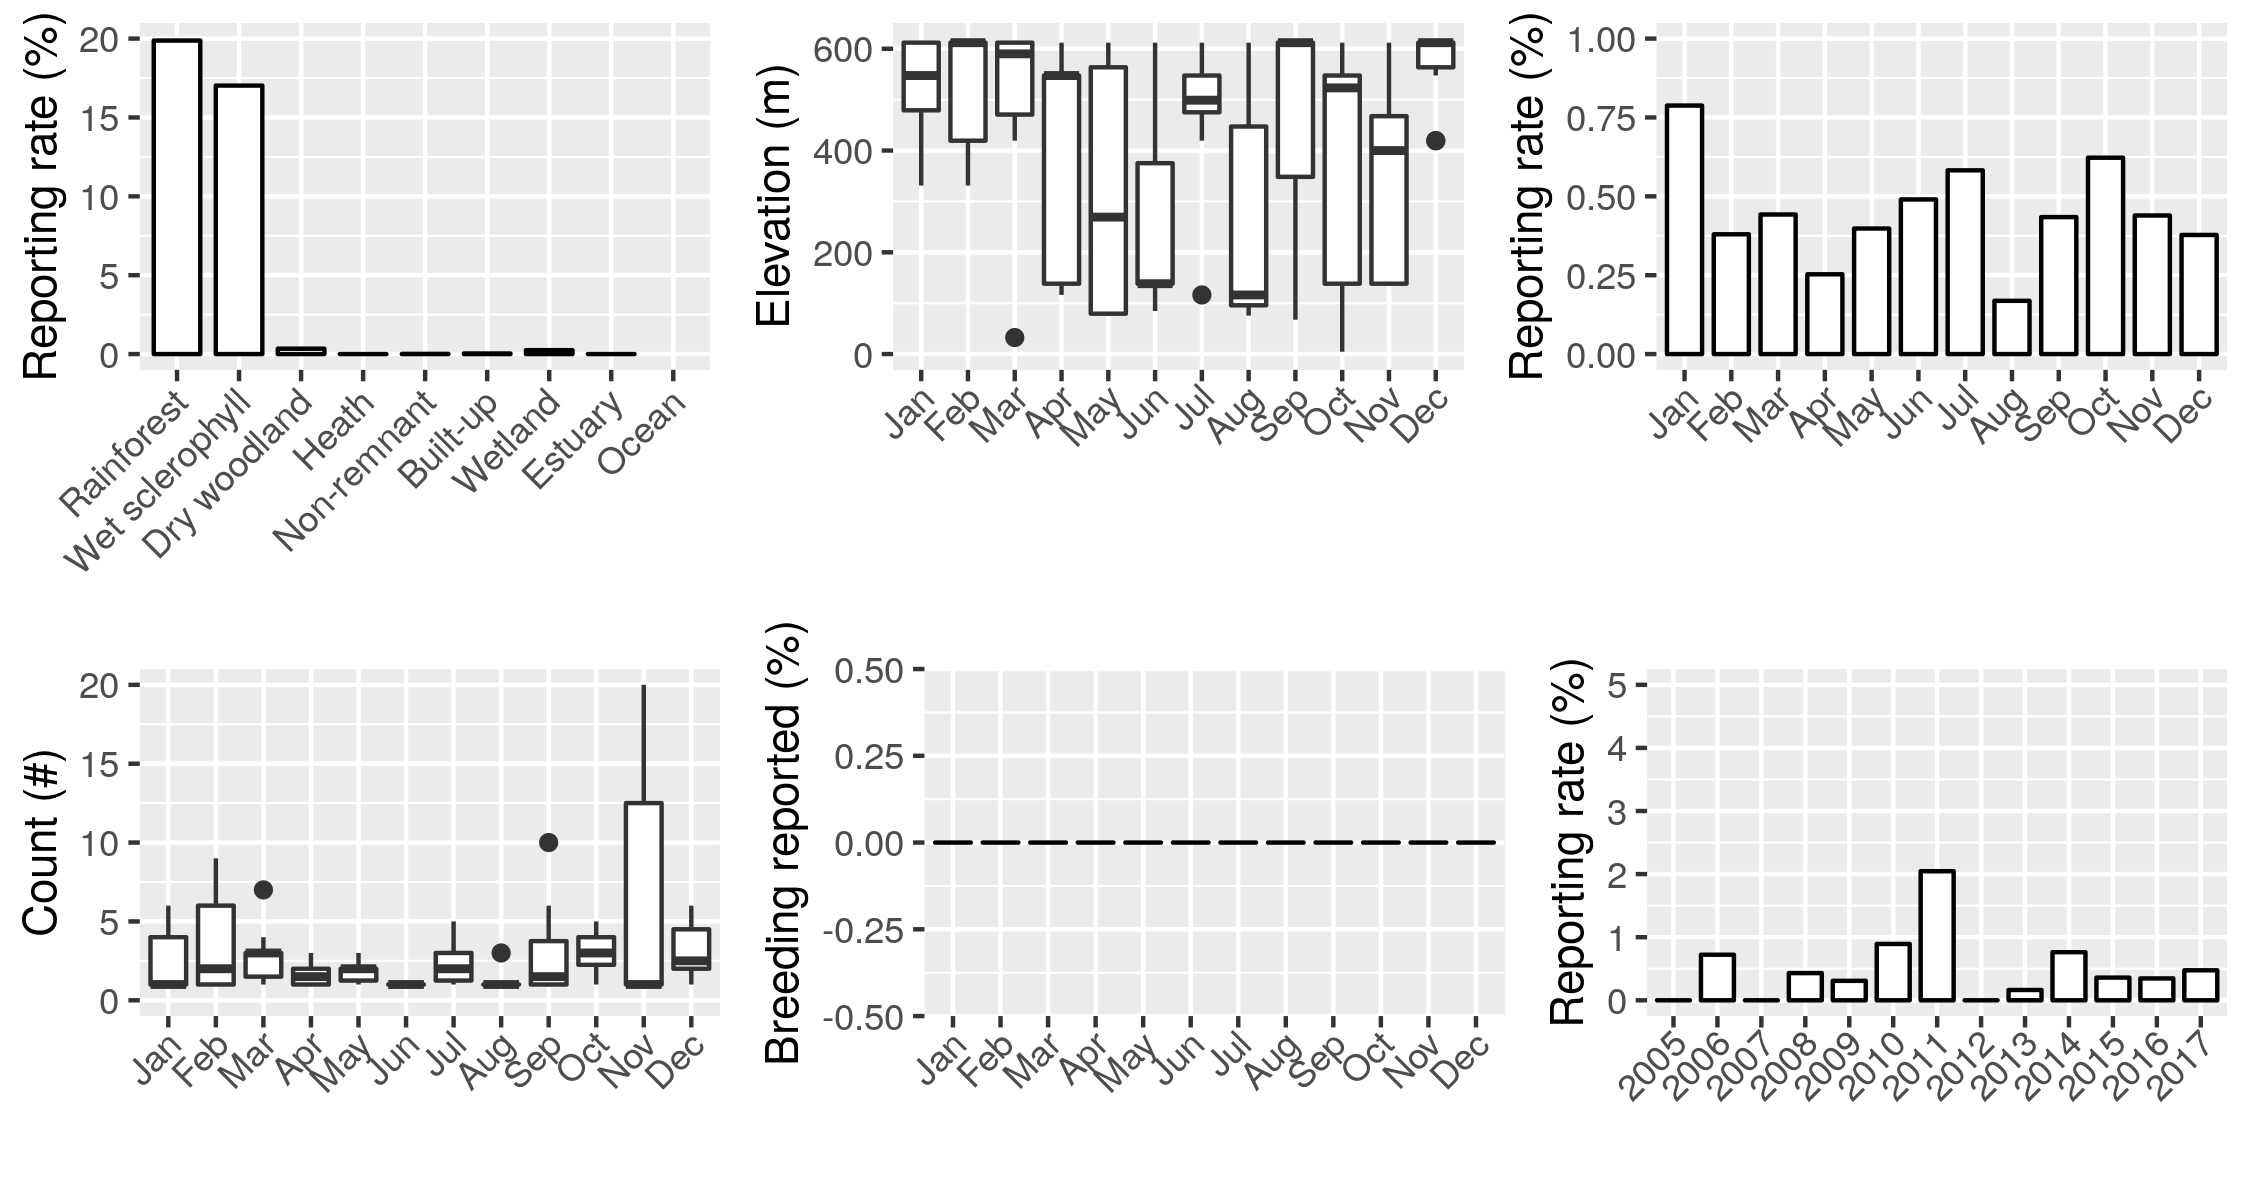 Reporting rate (%)
20
15
10
5
0
Rainforest
Wet sclerophyll
Dry woodland
Heath
Non-remnant
Built-up
Wetland
Estuary
Ocean
Elevation (m)
600
400
200
0
Jan
Feb
Mar
Apr
May
Jun
Jul
Aug
Sep
Oct
Nov
Dec
Reporting rate (%)
1.00
0.75
0.50
0.25
0.00
Jan
Feb
Mar
Apr
May
Jun
Jul
Aug
Sep
Oct
Nov
Dec
Count (#)
20
15
10
5
0
Jan
Feb
Mar
Apr
May
Jun
Jul
Aug
Sep
Oct
Nov
Dec
Breeding reported (%)
0.50
0.25
0.00
-0.25
-0.50
Jan
Feb
Mar
Apr
May
Jun
Jul
Aug
Sep
Oct
Nov
Dec
Reporting rate (%)
5
4
3
2
1
0
2005
2006
2007
2008
2009
2010
2011
2012
2013
2014
2015
2016
2017